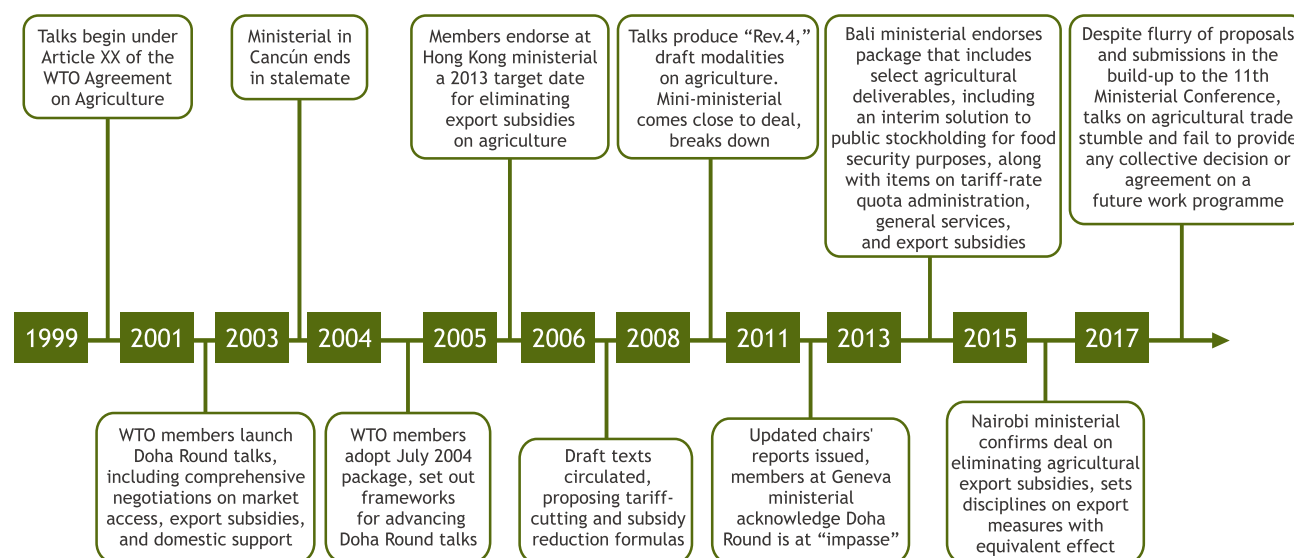 Talks begin under
Article XX of the
WTO Agreement
on Agriculture
Ministerial in
Cancún ends
in stalemate
Members endorse at
Hong Kong ministerial
a 2013 target date
for eliminating
export subsidies
on agriculture
Talks produce “Rev.4,”
draft modalities
on agriculture.
Mini-ministerial
comes close to deal,
breaks down
Bali ministerial endorses
package that includes
select agricultural
deliverables, including
an interim solution to
public stockholding for food
security purposes, along
with items on tariff-rate
quota administration,
general services,
and export subsidies
Despite flurry of proposals
and submissions in the
build-up to the 11th
Ministerial Conference,
talks on agricultural trade
stumble and fail to provide
any collective decision or
agreement on a
future work programme
1999 2001 2003 2004 2005 2006 2008 2011 2013 2015 2017
WTO members launch
Doha Round talks,
including comprehensive
negotiations on market
access, export subsidies,
and domestic support
WTO members
adopt July 2004
package, set out
frameworks
for advancing
Doha Round talks
Draft texts
circulated,
proposing tariff-
cutting and subsidy
reduction formulas
Updated chairs'
reports issued,
members at Geneva
ministerial
acknowledge Doha
Round is at “impasse”
Nairobi ministerial
confirms deal on
eliminating agricultural
export subsidies, sets
disciplines on export
measures with
equivalent effect